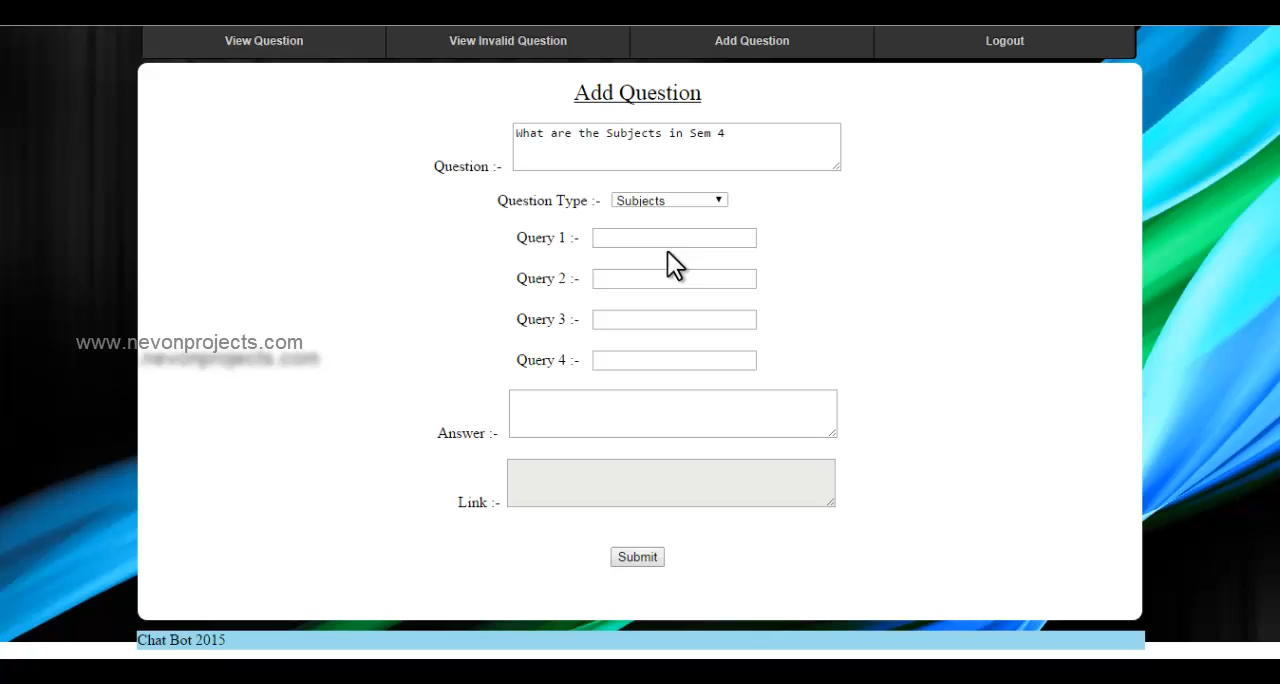 View Question View Invalid Question Add Question Logout
Add Question
Question :- What are the Subjects in Sem 4
Question Type :- Subjects
Query 1 :-
Query 2 :-
Query 3 :-
www.nevonprojects.com
.nevonprojects.com
Query 4 :-
Answer :-
Link :-
Submit
Chat Bot 2015